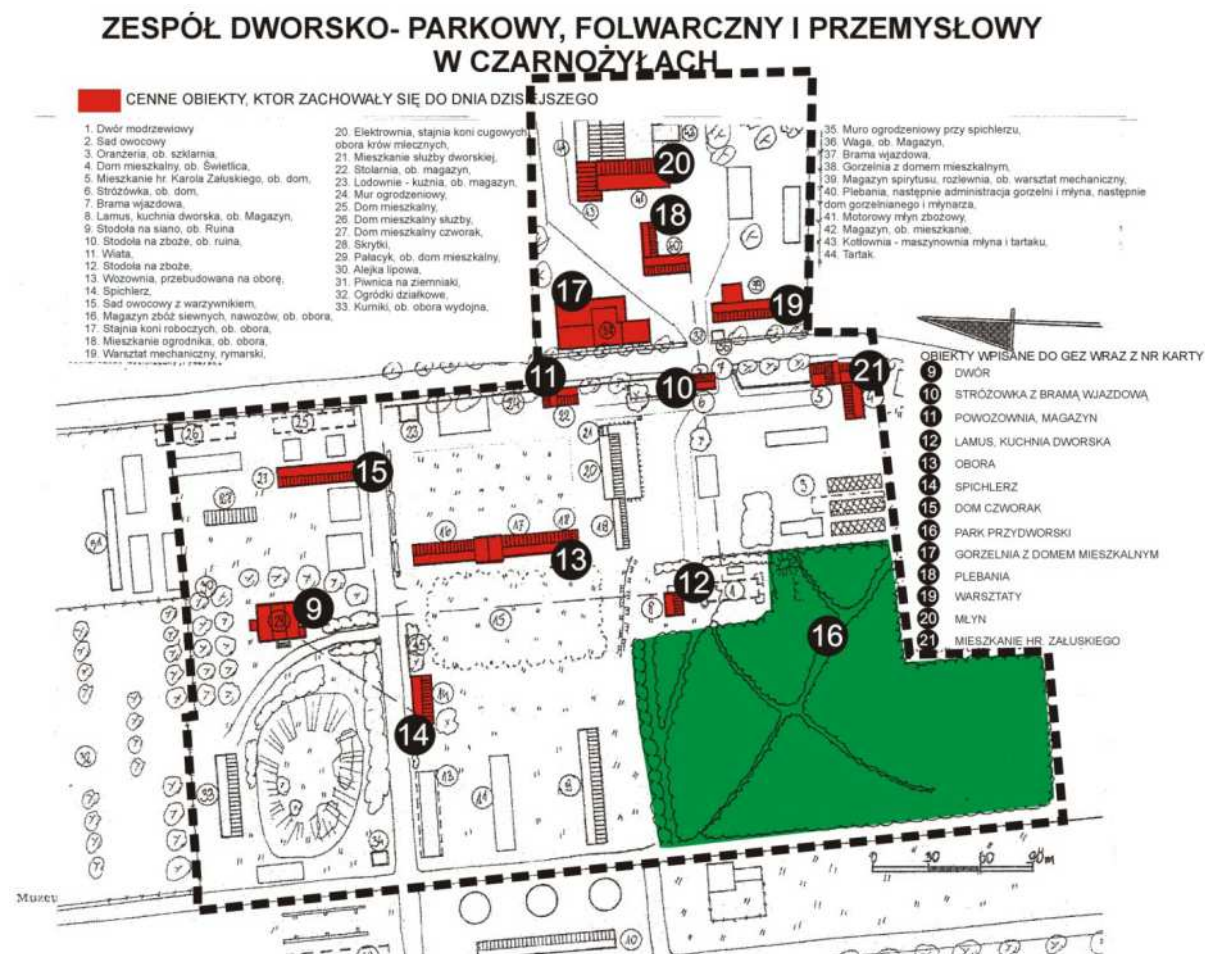 ZESPÓŁ DWORSKO- PARKOWY, FOLWARCZNY I PRZEMYSŁOWY
W CZARNOŻYŁACH
CENNE OBIEKTY, KTOR ZACHOWAŁY SIĘ DO DNIA DZISIEJSZEGO
1. Dwór modrzewiowy
2. Sad owocowy
3. Oranżeria, ob. szklarnia,
4. Dom mieszkalny, ob. Świetlica,
5. Mieszkanie hr. Karola Załuskiego, ob. dom,
6. Stróżówka, ob. dom,
7. Brama wjazdowa,
8. Lamus, kuchnia dworska, ob. Magazyn,
9. Stodoła na siano, ob. Ruina
10. Stodoła na zboże, ob. ruina,
11. Wiata,
12. Stodoła na zboże,
13. Wozownia, przebudowana na oborę,
14. Spichlerz,
15. Sad owocowy z warzywnikiem,
16. Magazyn zbóż siewnych, nawozów, ob. obora,
17. Stajnia koni roboczych, ob. obora,
18. Mieszkanie ogrodnika, ob. obora,
19. Warsztat mechaniczny, rymarski,
20. Elektrownia, stajnia koni cugowych,
obora krów mlecznych,
21. Mieszkanie służby dworskiej,
22. Stolarnia, ob. magazyn,
23. Lodownie - kuźnia, ob. magazyn,
24. Mur ogrodzeniowy,
25. Dom mieszkalny,
26. Dom mieszkalny służby,
27. Dom mieszkalny czworak,
28. Skrytki,
29. Pałacyk, ob. dom mieszkalny,
30. Alejka lipowa,
31. Piwnica na ziemniaki,
32. Ogródki działkowe,
33. Kurniki, ob. obora wydojna,
35. Muro ogrodzeniowy przy spichlerzu,
36. Waga, ob. Magazyn,
37. Brama wjazdowa,
38. Gorzelnia z domem mieszkalnym,
39. Magazyn spirytusu, rozlewnia, ob. warsztat mechaniczny,
40. Plebania, następnie administracja gorzelni i młyna, następnie
dom gorzelnianego i młynarza,
41. Motorowy młyn zbożowy,
42. Magazyn, ob. mieszkanie,
43. Kotłownia - maszynownia młyna i tartaku,
44. Tartak.
OBIEKTY WPISANE DO GEZ WRAZ Z NR KARTY
9 DWÓR
10 STRÓŻOWKA Z BRAMĄ WJAZDOWĄ
11 POWOZOWNIA, MAGAZYN
12 LAMUS, KUCHNIA DWORSKA
13 OBORA
14 SPICHLERZ
15 DOM CZWORAK
16 PARK PRZYDWORSKI
17 GORZELNIA Z DOMEM MIESZKALNYM
18 PLEBANIA
19 WARSZTATY
20 MŁYN
21 MIESZKANIE HR. ZAŁUSKIEGO
20
18
17
19
11
10
21
15
13
12
9
16
14
0 30 60 90m